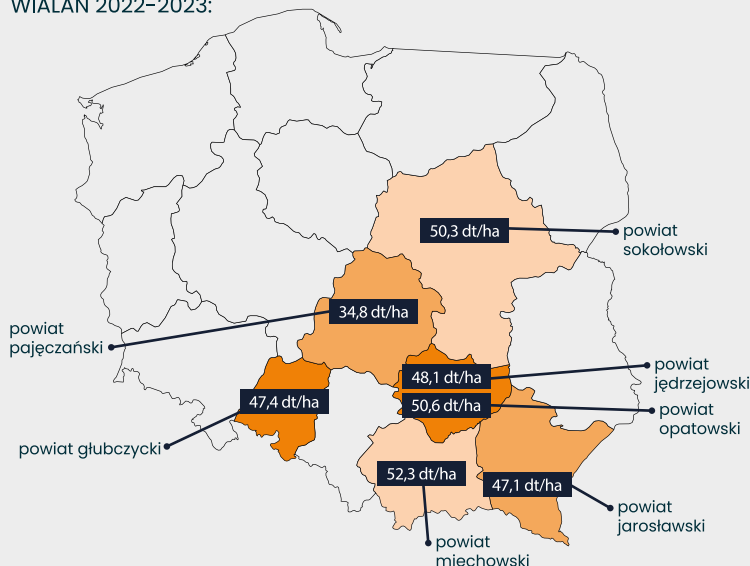 WIALAN 2022-2023:
50,3 dt/ha
powiat
sokołowski
34,8 dt/ha
powiat
pajęczański
48,1 dt/ha
powiat
jędrzejowski
47,4 dt/ha
50,6 dt/ha
powiat
opatowski
powiat głubczycki
52,3 dt/ha
47,1 dt/ha
powiat
jarosławski
powiat
miechowski